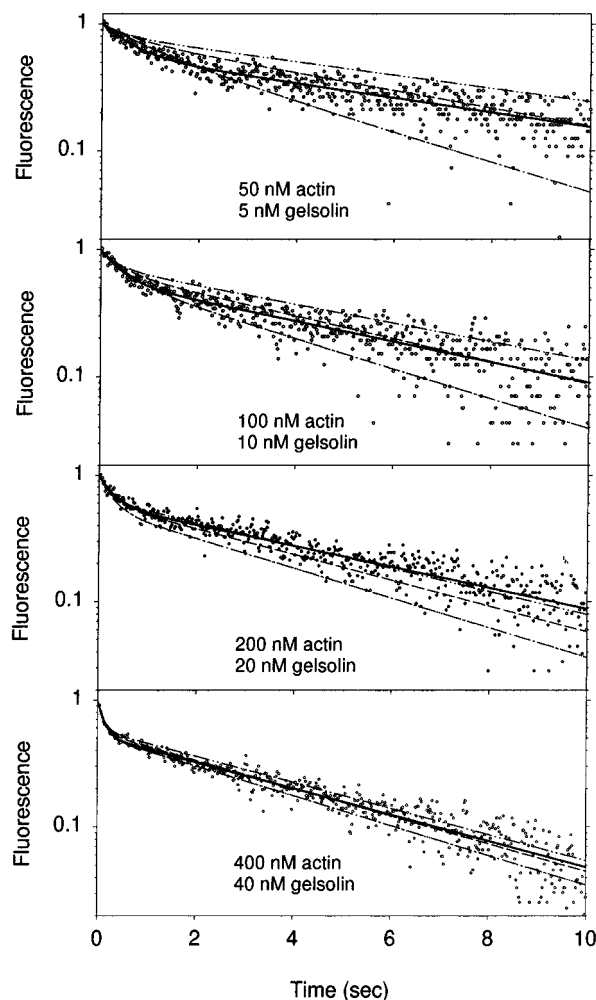 1
Fluorescence
0.1
50 nM actin
5 nM gelsolin
1
Fluorescence
0.1
100 nM actin
10 nM gelsolin
1
Fluorescence
0.1
200 nM actin
20 nM gelsolin
1
Fluorescence
0.1
400 nM actin
40 nM gelsolin
0 2 4 6 8 10
Time (sec)